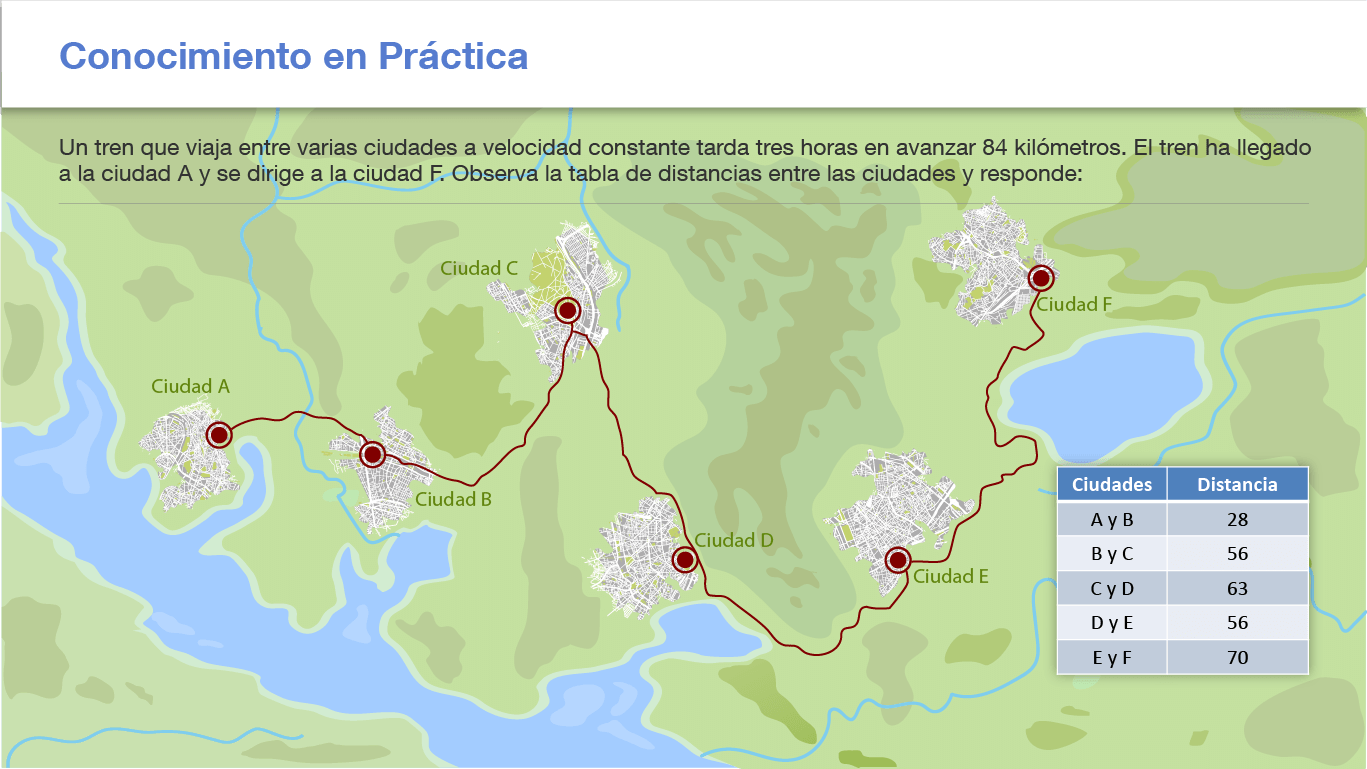 Conocimiento en Práctica
Un tren que viaja entre varias ciudades a velocidad constante tarda tres horas en avanzar 84 kilómetros. El tren ha llegado
a la ciudad A y se dirige a la ciudad F. Observa la tabla de distancias entre las ciudades y responde:
Ciudad C
Ciudad F
Ciudad A
Ciudad B
Ciudad D
Ciudad E
Ciudades Distancia
A y B 28
B y C 56
C y D 63
D y E 56
E y F 70